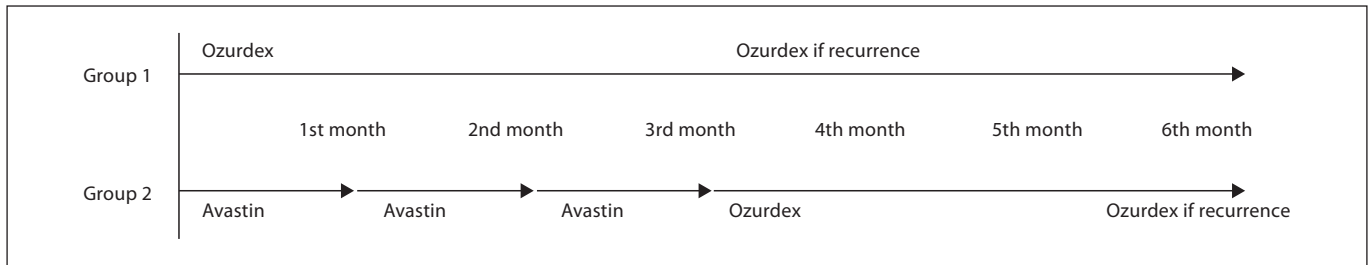 Ozurdex Ozurdex if recurrence
Group 1
1st month 2nd month 3rd month 4th month 5th month 6th month
Group 2
Avastin Avastin Avastin Ozurdex Ozurdex if recurrence